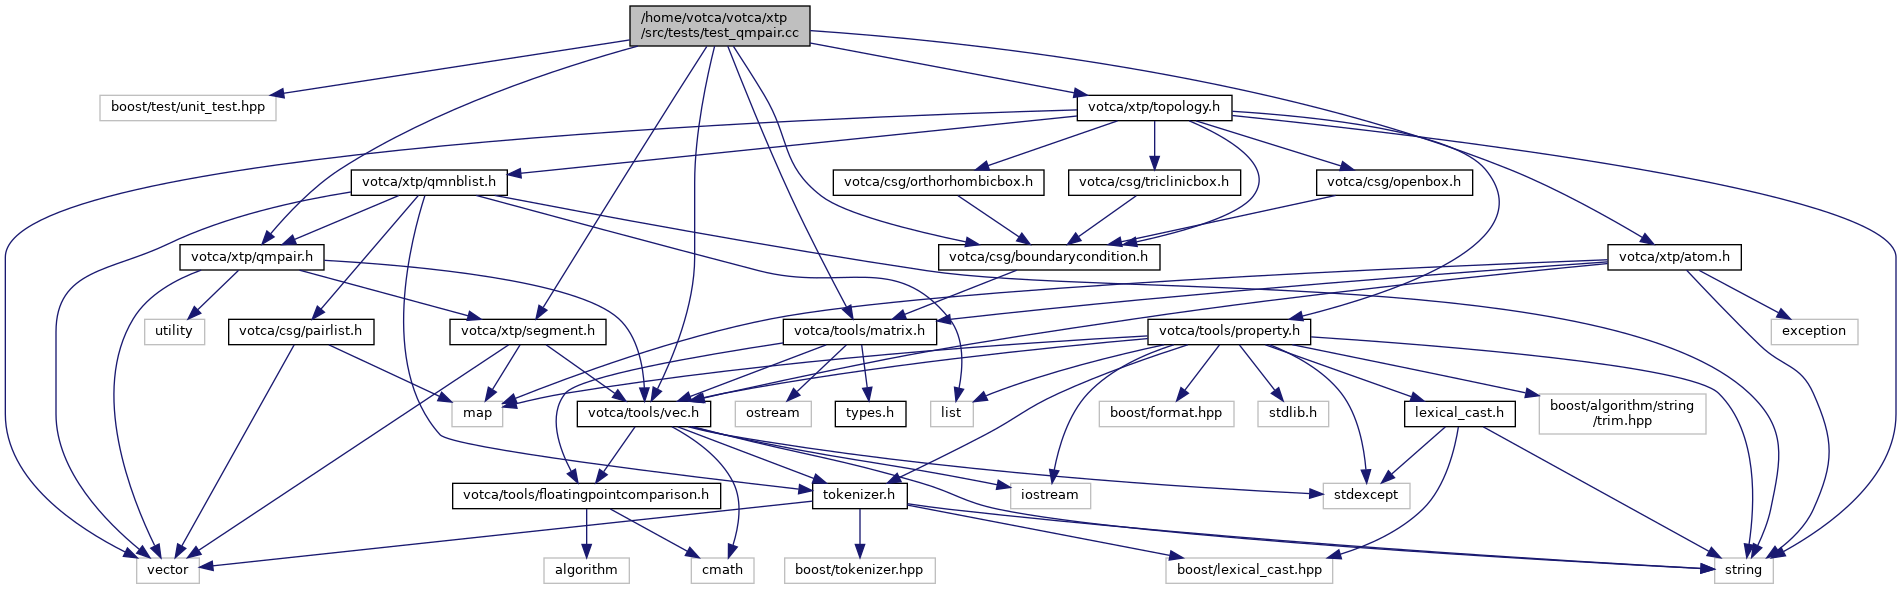 /home/votca/votca/xtp
/src/tests/test_qmpair.cc
boost/test/unit_test.hpp
votca/xtp/topology.h
votca/xtp/qmnblist.h
votca/csg/orthorhombicbox.h
votca/csg/triclinicbox.h
votca/csg/openbox.h
votca/xtp/qmpair.h
votca/csg/boundarycondition.h
votca/xtp/atom.h
utility
votca/csg/pairlist.h
votca/xtp/segment.h
votca/tools/matrix.h
votca/tools/property.h
exception
map
votca/tools/vec.h
ostream
types.h
list
boost/format.hpp
stdlib.h
lexical_cast.h
boost/algorithm/string
/trim.hpp
votca/tools/floatingpointcomparison.h
tokenizer.h
iostream
stdexcept
vector
algorithm
cmath
boost/tokenizer.hpp
boost/lexical_cast.hpp
string